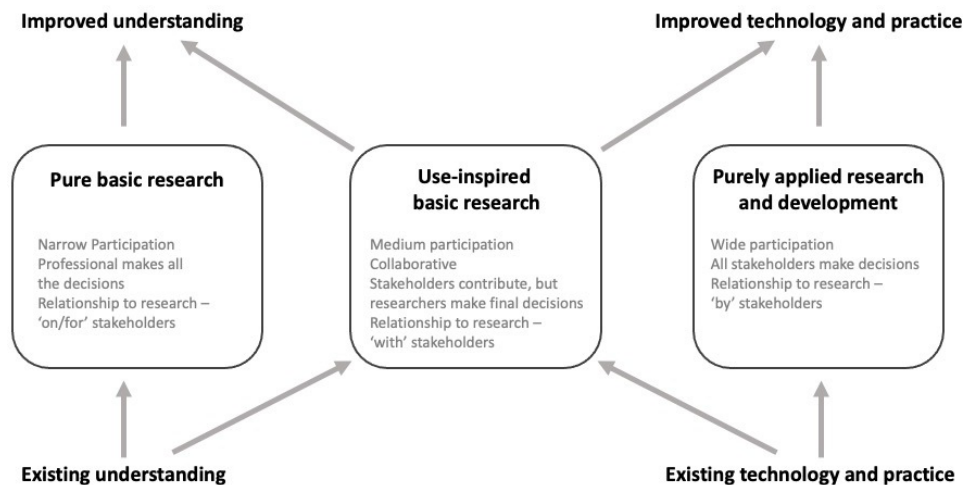 Improved understanding
Improved technology and practice
Pure basic research
Narrow Participation
Professional makes all
the decisions
Relationship to research –
‘on/for’ stakeholders
Use-inspired
basic research
Medium participation
Collaborative
Stakeholders contribute, but
researchers make final decisions
Relationship to research –
‘with’ stakeholders
Purely applied research
and development
Wide participation
All stakeholders make decisions
Relationship to research –
‘by’ stakeholders
Existing understanding
Existing technology and practice